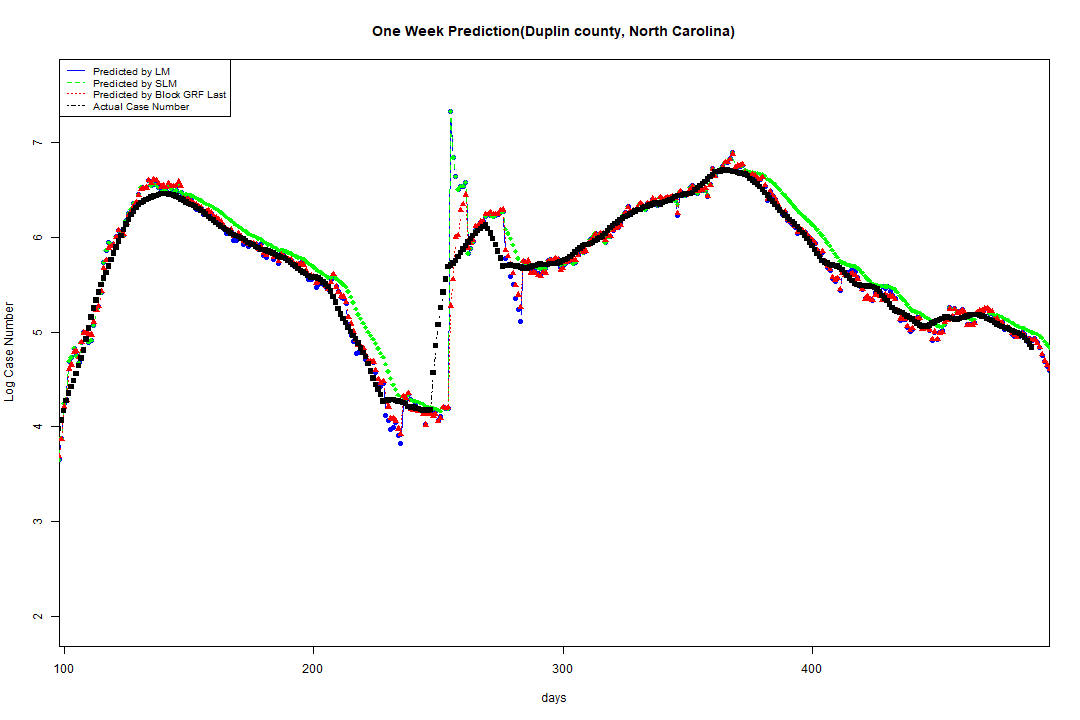 One Week Prediction(Duplin county, North Carolina)
Predicted by LM
Predicted by SLM
Predicted by Block GRF Last
Actual Case Number
Log Case Number
7
6
5
4
3
2
100 200 300 400
days